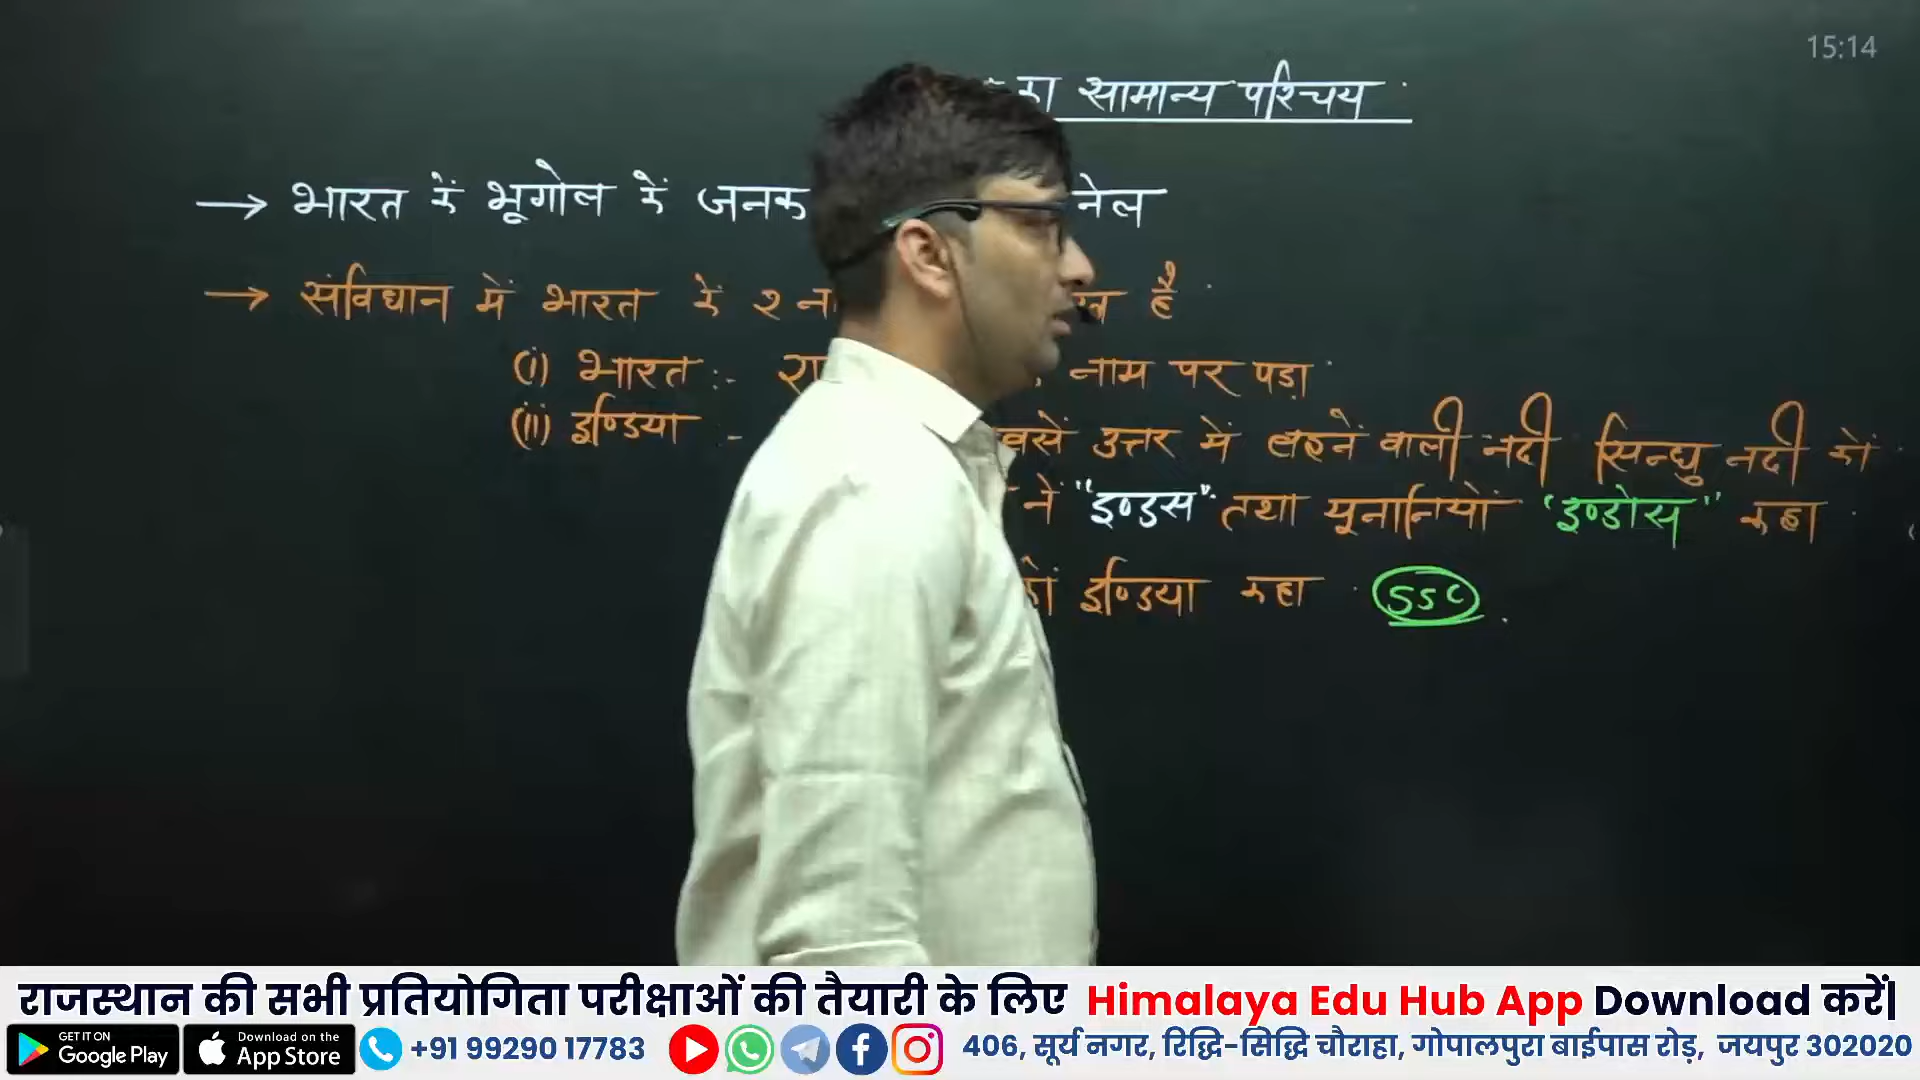 15:14
का सामान्य परिचय
→ भारत के भूगोल के जनक नेल
→ संविधान में भारत के 2 है
(i) भारत :- नाम पर पड़ा
(ii) इण्डिया :- उत्तर में बहनें वाली नदी सिन्धु नदी कों
नें "इण्डस" तथा यूनानियों "इण्डोस" कहा
कों इण्डिया कहा SSC
राजस्थान की सभी प्रतियोगिता परीक्षाओं की तैयारी के लिए Himalaya Edu Hub App Download करें|
GET IT ON Google Play Download on the App Store +91 99290 17783 406, सूर्य नगर, रिद्धि-सिद्धि चौराहा, गोपालपुरा बाईपास रोड़, जयपुर 302020